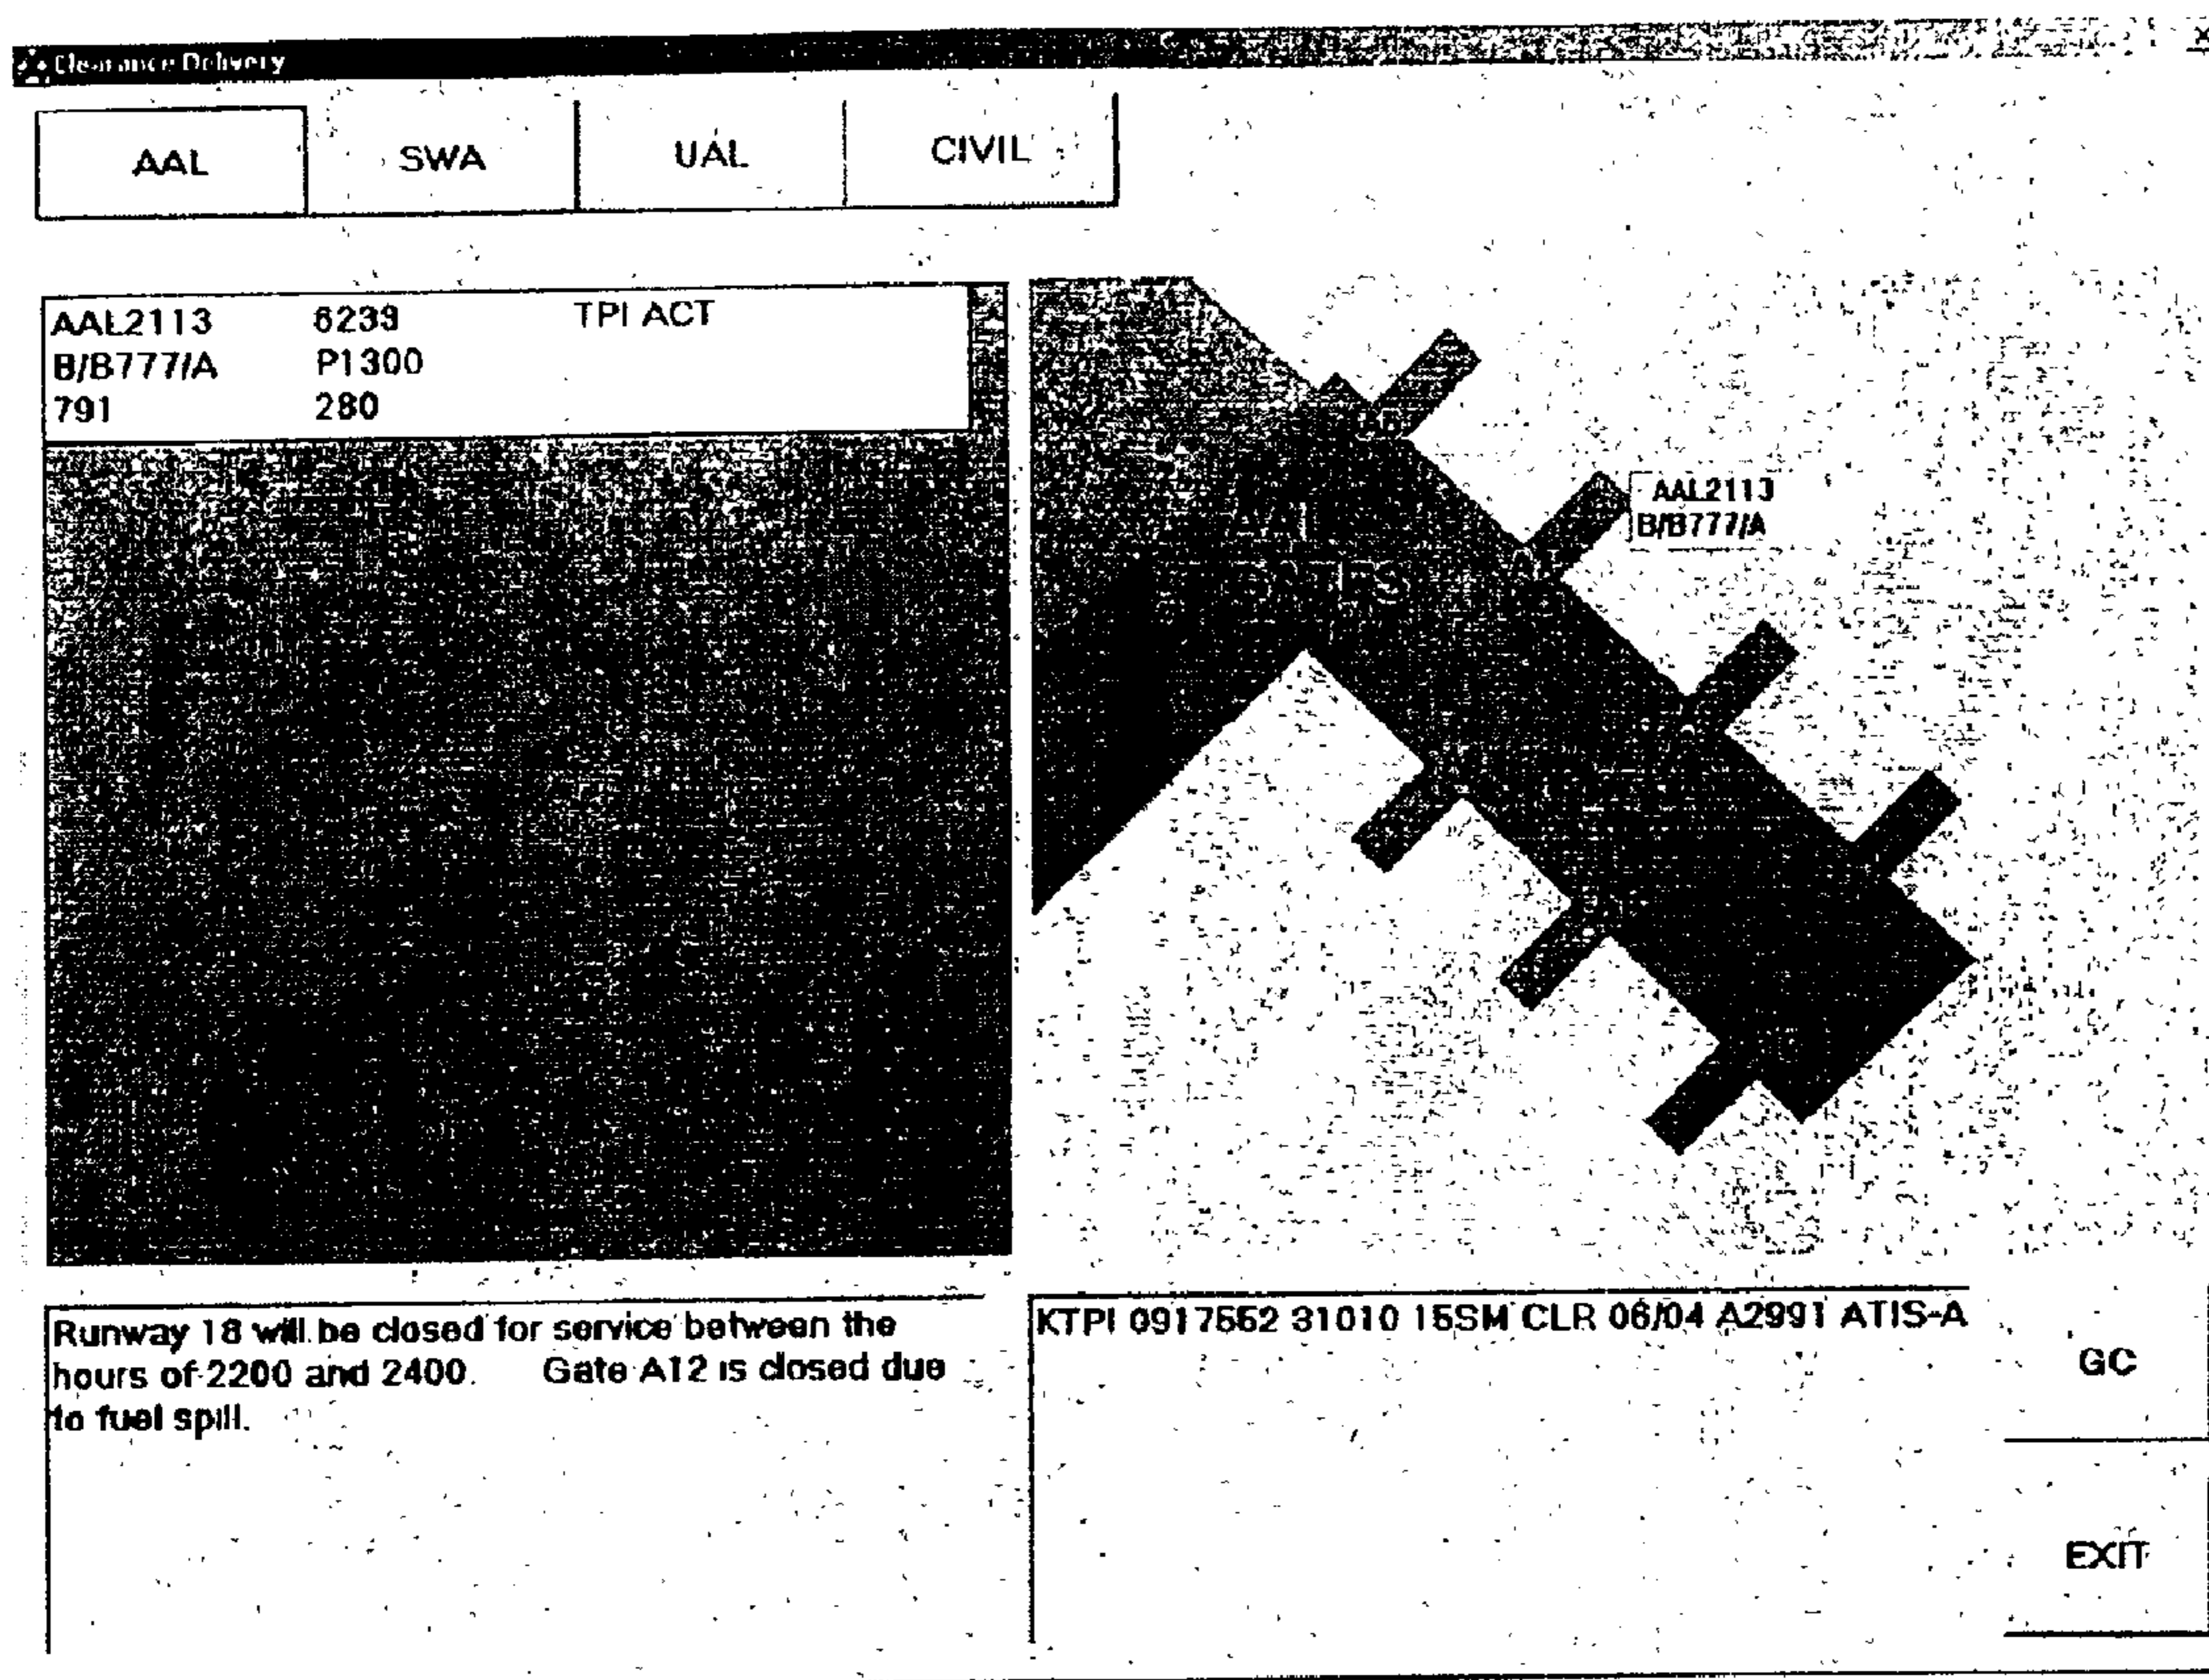 Clearance Delivery
AAL SWA UAL CIVIL
AAL2113 6239 TPI ACT
B/B777/A P1300
791 280
AAL2113
B/B777/A
Runway 18 will be closed for service between the
hours of 2200 and 2400. Gate A12 is closed due
to fuel spill.
KTPI 091755Z 31010 15SM CLR 06/04 A2991 ATIS-A
GC
EXIT